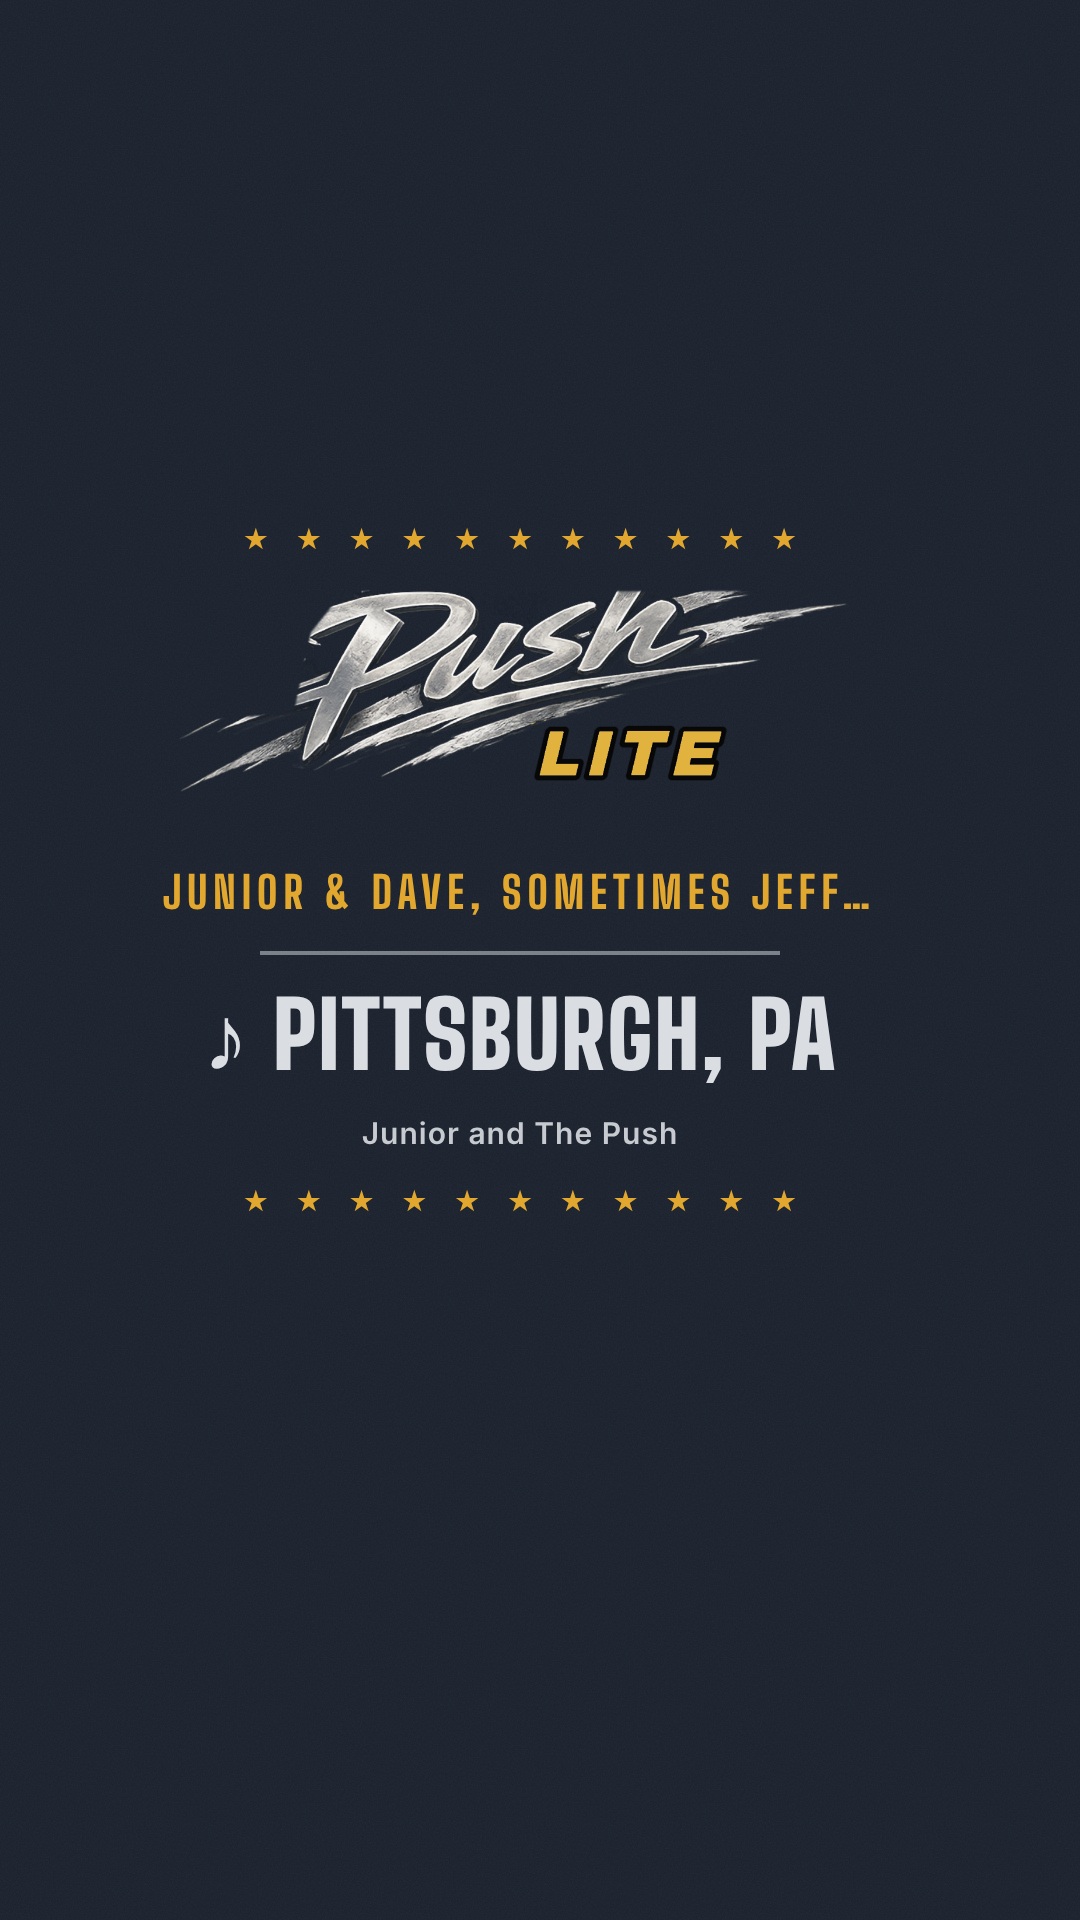 ★ ★ ★ ★ ★ ★ ★ ★ ★ ★ ★
Push
LITE
JUNIOR & DAVE, SOMETIMES JEFF…
♪ PITTSBURGH, PA
Junior and The Push
★ ★ ★ ★ ★ ★ ★ ★ ★ ★ ★